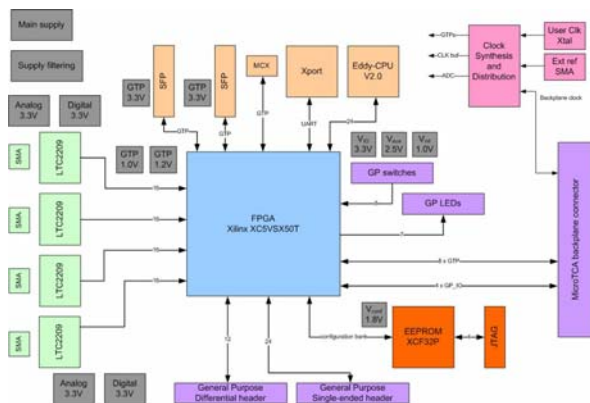 Main supply
Supply filtering
Analog
3.3V
Digital
3.3V
GTP
3.3V
SFP
GTP
3.3V
SFP
MCX
Xport
Eddy-CPU
V2.0
GTPs
CLK buf
ADC
Clock
Synthesis
and
Distribution
User Clk
Xtal
Ext ref
SMA
Backplane clock
GTP
GTP
GTP
UART
SMA
LTC2209
GTP
1.0V
GTP
1.2V
16
VIO
3.3V
VAux
2.5V
Vint
1.0V
GP switches
GP LEDs
SMA
LTC2209
16
FPGA
Xilinx XC5VSX50T
SMA
LTC2209
16
8 x GTP
4 x GP_IO
MicroTCA backplane connector
SMA
LTC2209
16
Vconf
1.8V
configuration bank
EEPROM
XCF32P
JTAG
12
24
Analog
3.3V
Digital
3.3V
General Purpose
Differential header
General Purpose
Single-ended header